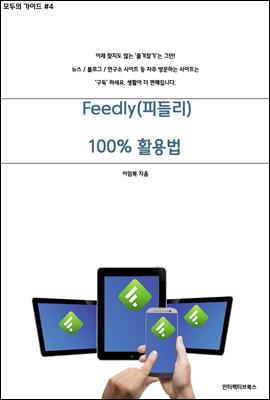 모두의 가이드 #4
이제 찾지도 않는 '즐겨찾기'는 그만!
뉴스 / 블로그 / 연구소 사이트 등 자주 방문하는 사이트는
'구독' 하세요. 생활이 더 편해집니다.
Feedly(피들리)
100% 활용법
이임복 지음
인터랙티브북스